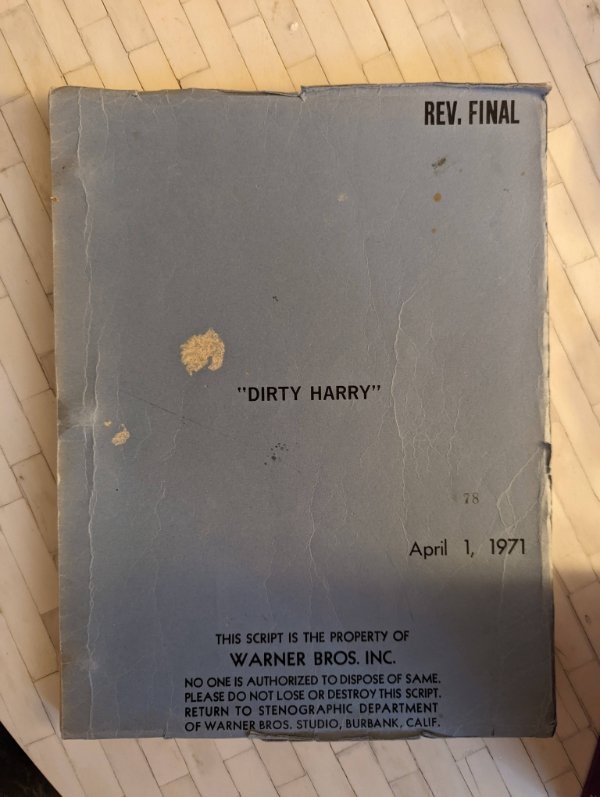 REV. FINAL
"DIRTY HARRY"
78
April 1, 1971
THIS SCRIPT IS THE PROPERTY OF
WARNER BROS. INC.
NO ONE IS AUTHORIZED TO DISPOSE OF SAME.
PLEASE DO NOT LOSE OR DESTROY THIS SCRIPT.
RETURN TO STENOGRAPHIC DEPARTMENT
OF WARNER BROS. STUDIO, BURBANK, CALIF.